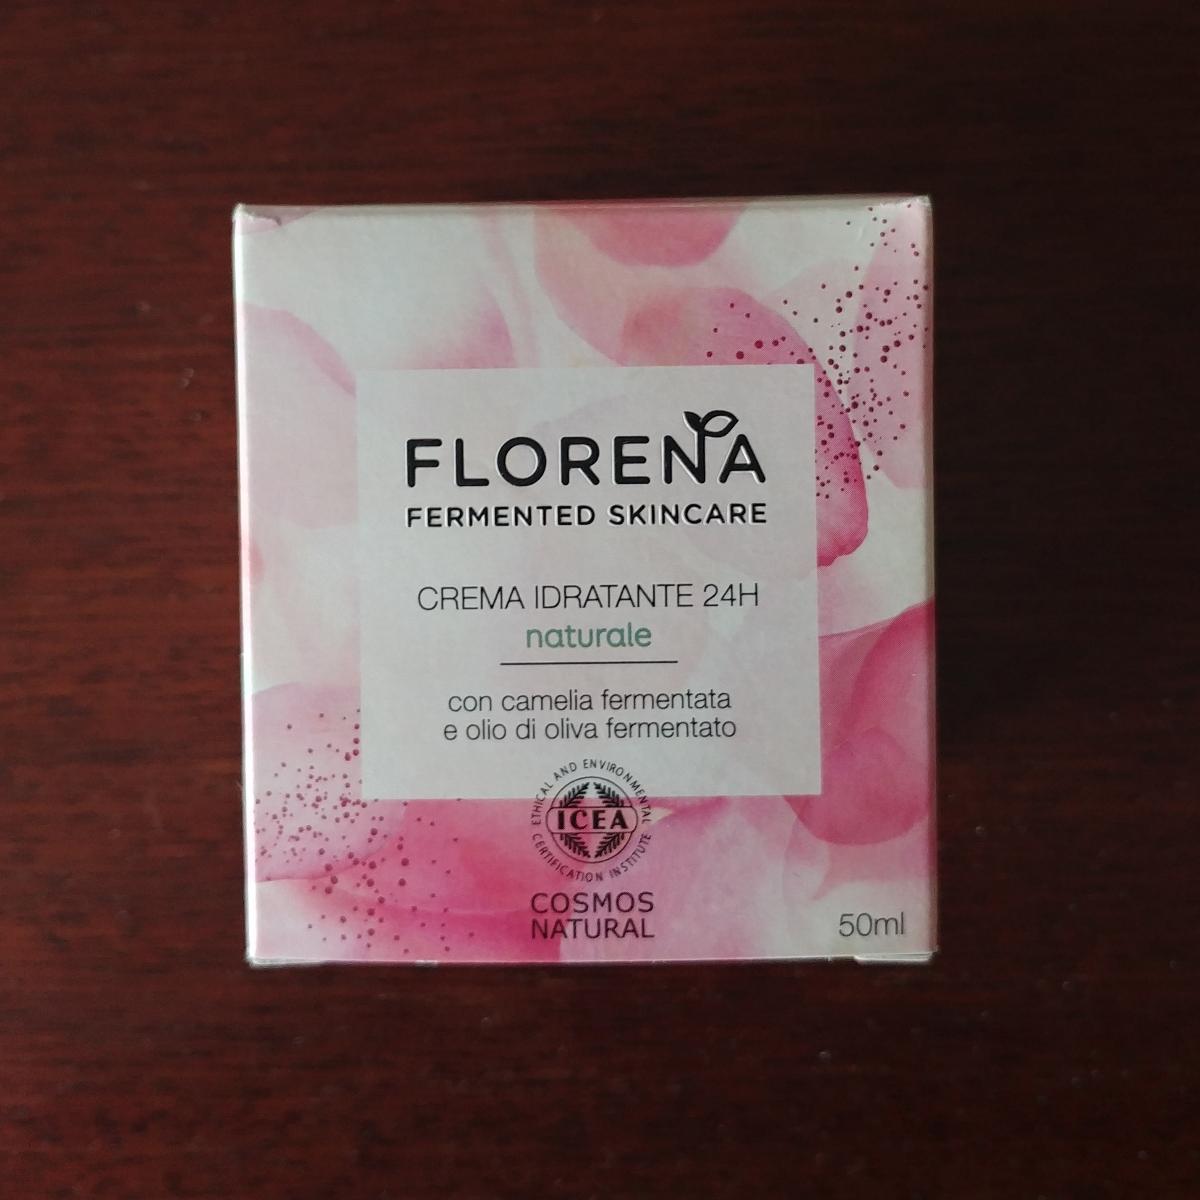 FLORENA
FERMENTED SKINCARE
CREMA IDRATANTE 24H
naturale
con camelia fermentata
e olio di oliva fermentato
ETHICAL AND ENVIRONMENTAL
ICEA
CERTIFICATION INSTITUTE
COSMOS
NATURAL
50ml